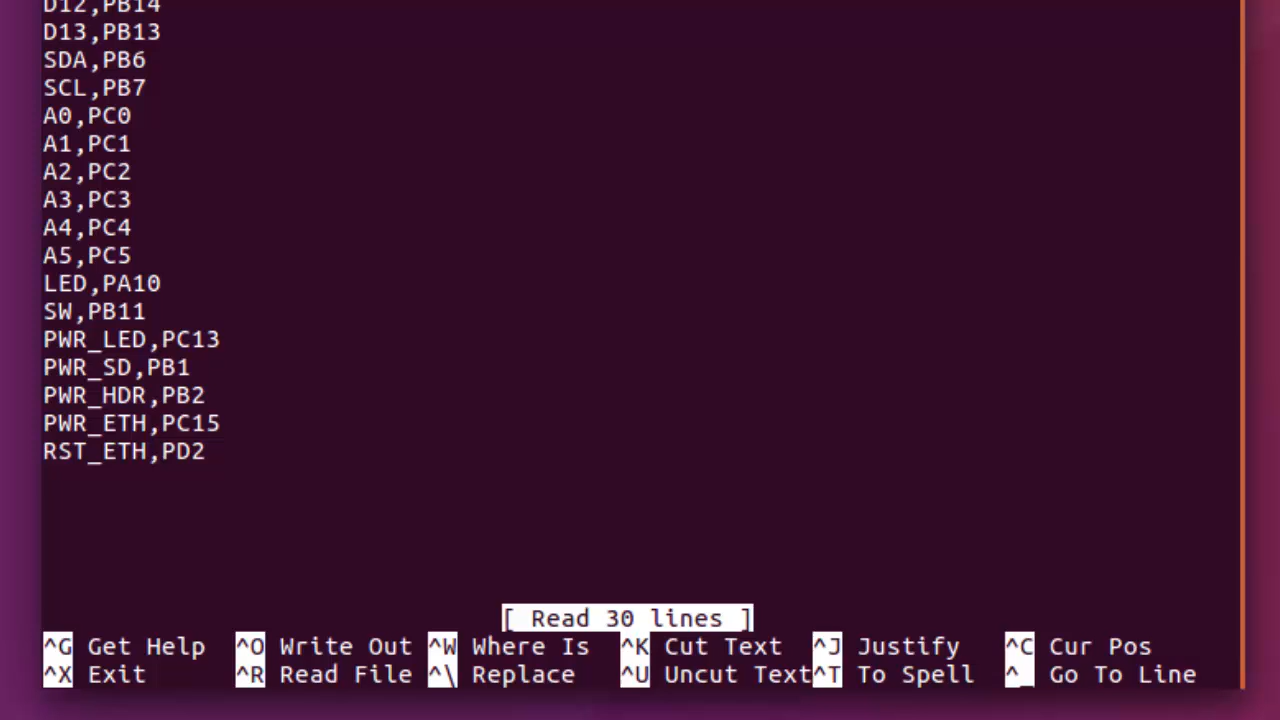 D12,PB14
D13,PB13
SDA,PB6
SCL,PB7
A0,PC0
A1,PC1
A2,PC2
A3,PC3
A4,PC4
A5,PC5
LED,PA10
SW,PB11
PWR_LED,PC13
PWR_SD,PB1
PWR_HDR,PB2
PWR_ETH,PC15
RST_ETH,PD2
[ Read 30 lines ]
^G Get Help ^O Write Out ^W Where Is ^K Cut Text ^J Justify ^C Cur Pos
^X Exit ^R Read File ^\ Replace ^U Uncut Text ^T To Spell ^_ Go To Line